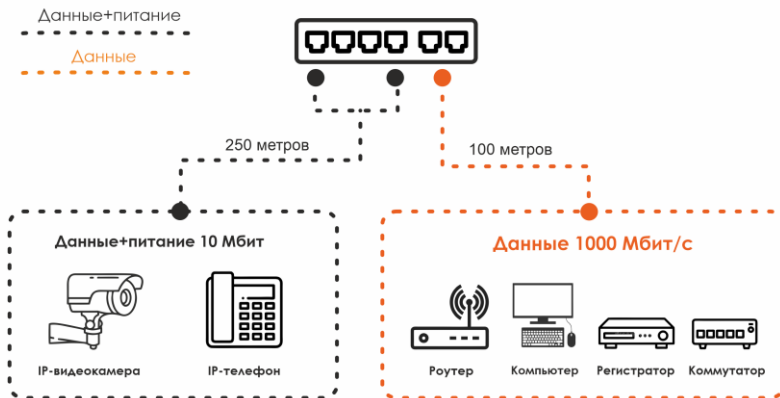 Данные+питание
Данные
250 метров
100 метров
Данные+питание 10 Мбит
Данные 1000 Мбит/с
IP-видеокамера
IP-телефон
Роутер
Компьютер
Регистратор
Коммутатор